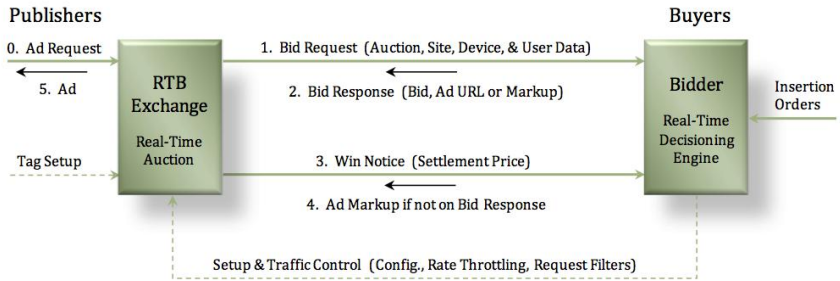 Publishers
Buyers
0. Ad Request
1. Bid Request (Auction, Site, Device, & User Data)
5. Ad
2. Bid Response (Bid, Ad URL or Markup)
RTB
Exchange
Real-Time
Auction
Bidder
Real-Time
Decisioning
Engine
Insertion
Orders
Tag Setup
3. Win Notice (Settlement Price)
4. Ad Markup if not on Bid Response
Setup & Traffic Control (Config., Rate Throttling, Request Filters)